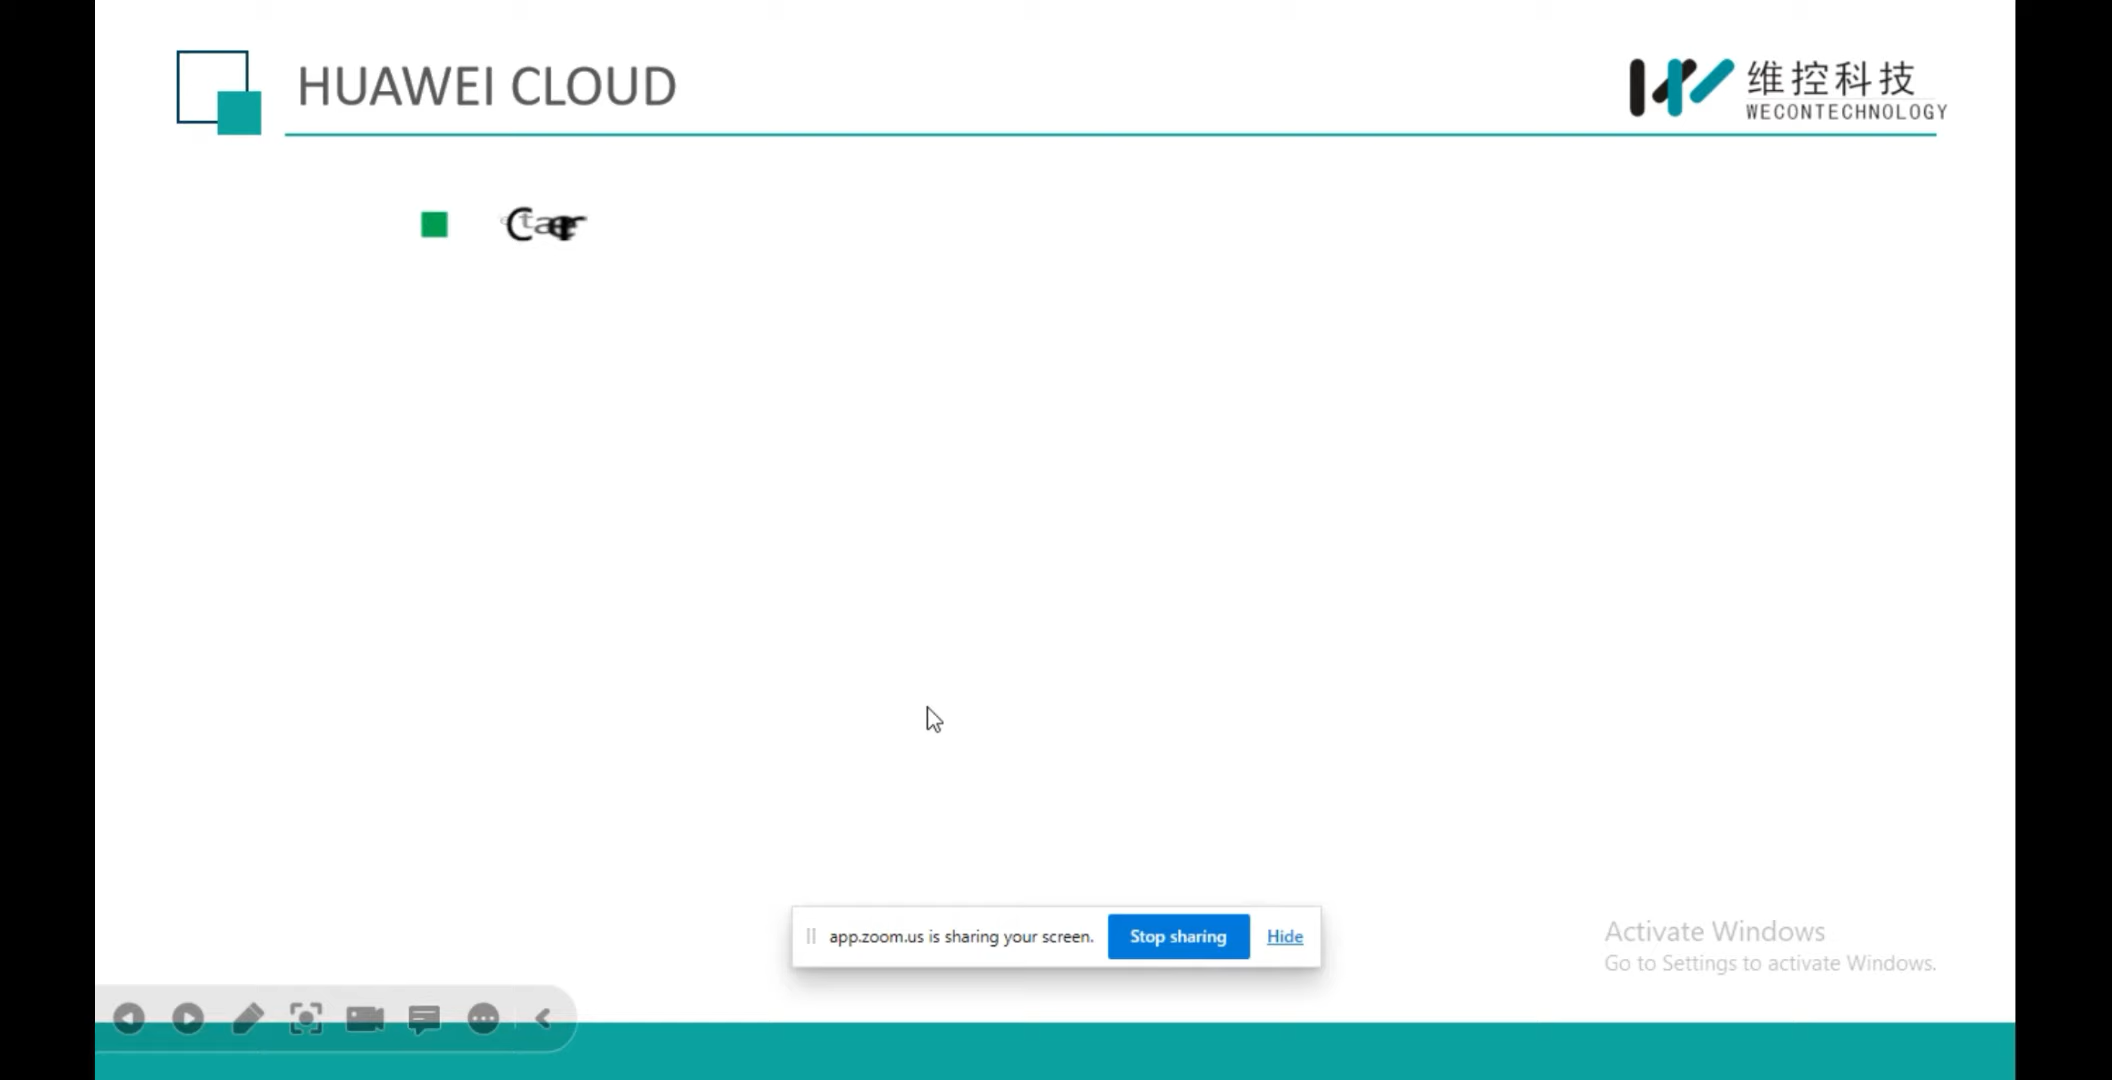 HUAWEI CLOUD
维控科技
WECONTECHNOLOGY
app.zoom.us is sharing your screen. Stop sharing Hide
Activate Windows
Go to Settings to activate Windows.